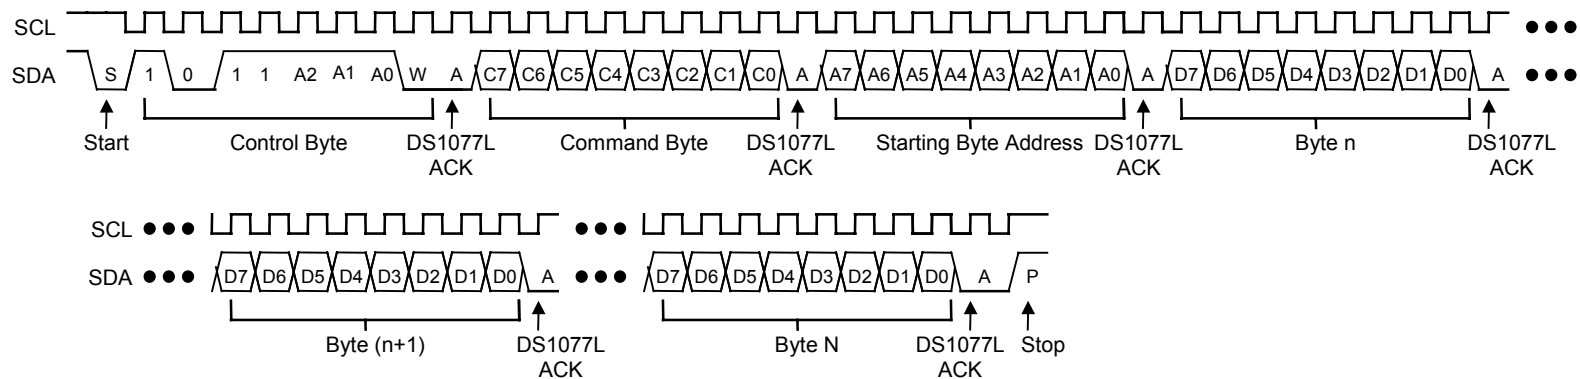 SCL
SDA S 1 0 1 1 A2 A1 A0 W A C7 C6 C5 C4 C3 C2 C1 C0 A A7 A6 A5 A4 A3 A2 A1 A0 A D7 D6 D5 D4 D3 D2 D1 D0 A
Start Control Byte DS1077L Command Byte DS1077L Starting Byte Address DS1077L Byte n DS1077L
ACK ACK ACK ACK
SCL
SDA D7 D6 D5 D4 D3 D2 D1 D0 A D7 D6 D5 D4 D3 D2 D1 D0 A P
Byte (n+1) DS1077L Byte N DS1077L Stop
ACK ACK